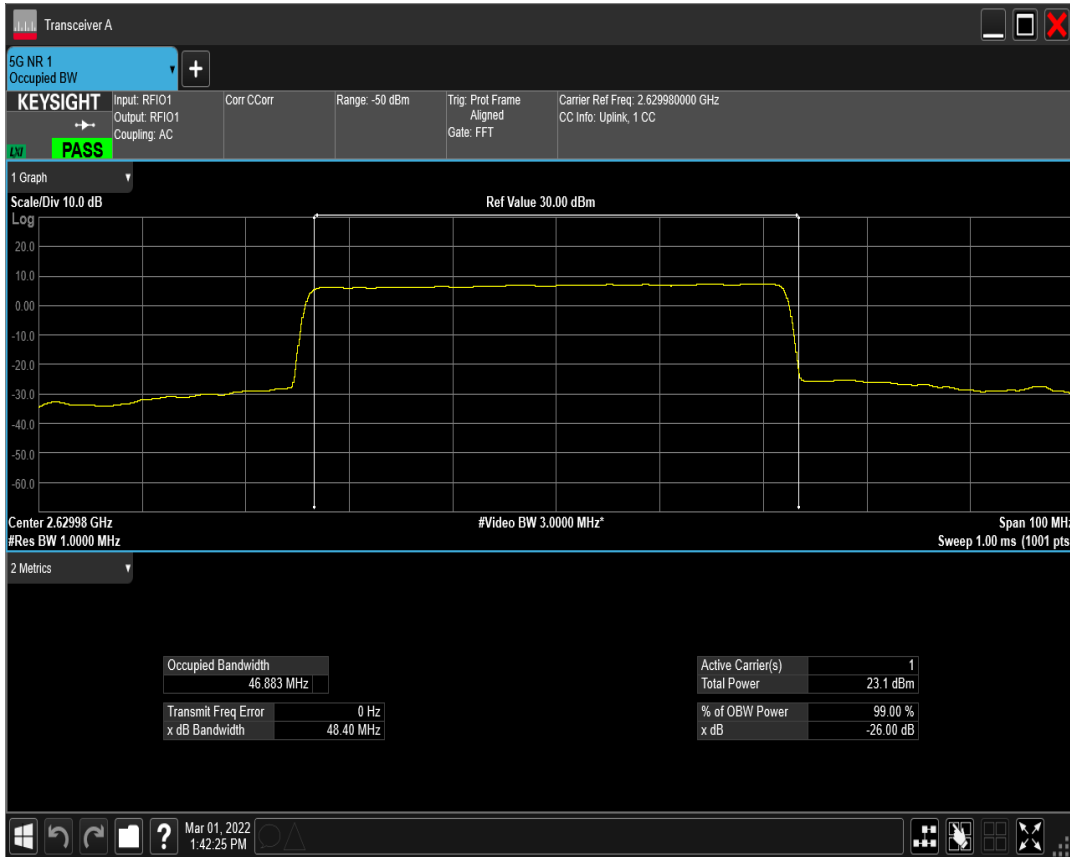 Transceiver A
5G NR 1
Occupied BW
+
KEYSIGHT
LXI
PASS
Input: RFIO1
Output: RFIO1
Coupling: AC
Corr CCorr
Range: -50 dBm
Trig: Prot Frame
Aligned
Gate: FFT
Carrier Ref Freq: 2.629980000 GHz
CC Info: Uplink, 1 CC
1 Graph
Scale/Div 10.0 dB
Ref Value 30.00 dBm
Log
20.0
10.0
0.00
-10.0
-20.0
-30.0
-40.0
-50.0
-60.0
Center 2.62998 GHz
#Video BW 3.0000 MHz*
Span 100 MHz
#Res BW 1.0000 MHz
Sweep 1.00 ms (1001 pts
2 Metrics
Occupied Bandwidth
46.883 MHz
Transmit Freq Error 0 Hz
x dB Bandwidth 48.40 MHz
Active Carrier(s) 1
Total Power 23.1 dBm
% of OBW Power 99.00 %
x dB -26.00 dB
?
Mar 01, 2022
1:42:25 PM